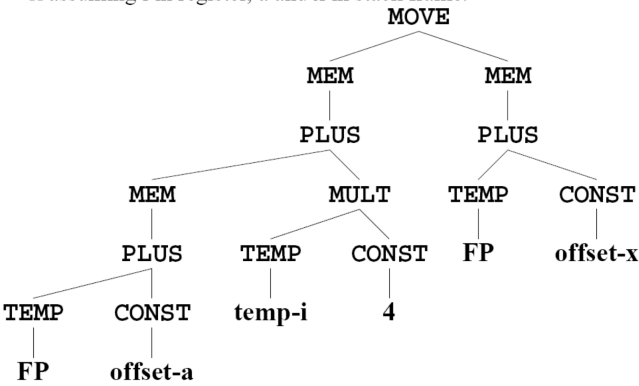 MOVE
MEM MEM
PLUS PLUS
MEM MULT TEMP CONST
PLUS TEMP CONST FP offset-x
TEMP CONST temp-i 4
FP offset-a